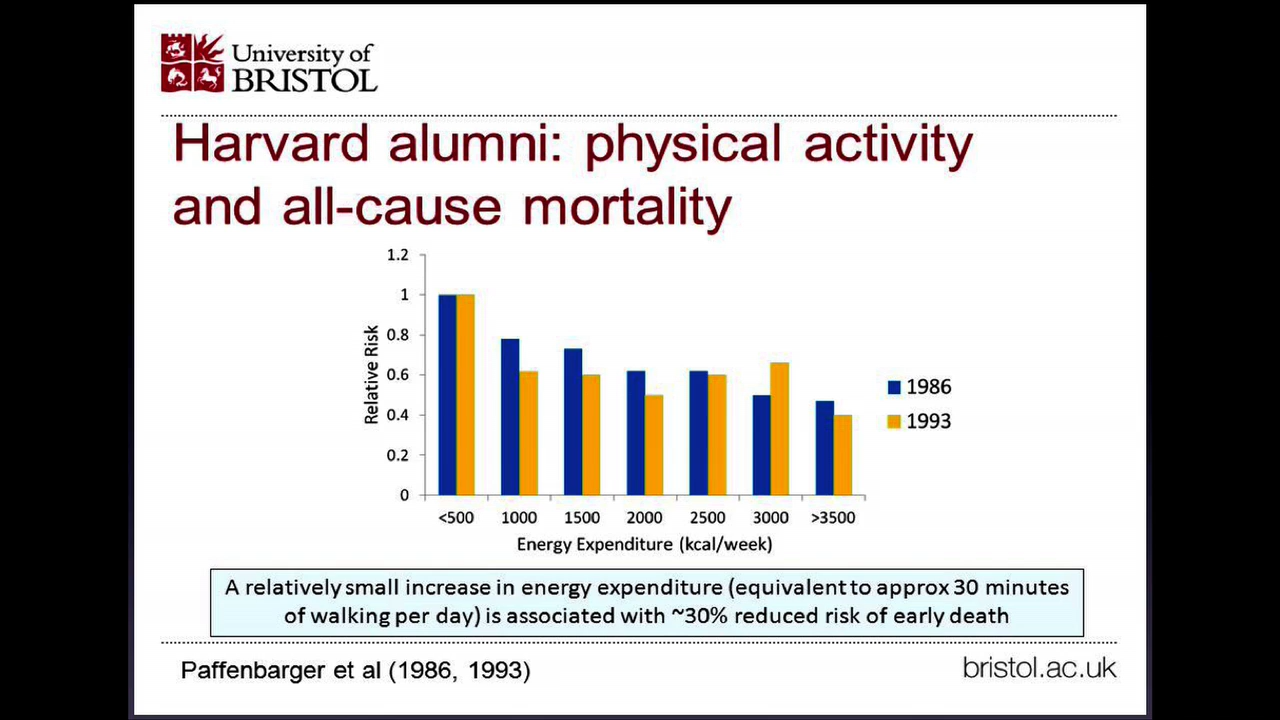 University of
BRISTOL
Harvard alumni: physical activity
and all-cause mortality
1.2
1
0.8
0.6
0.4
0.2
0
Relative Risk
<500 1000 1500 2000 2500 3000 >3500
Energy Expenditure (kcal/week)
1986
1993
A relatively small increase in energy expenditure (equivalent to approx 30 minutes
of walking per day) is associated with ~30% reduced risk of early death
Paffenbarger et al (1986, 1993)
bristol.ac.uk